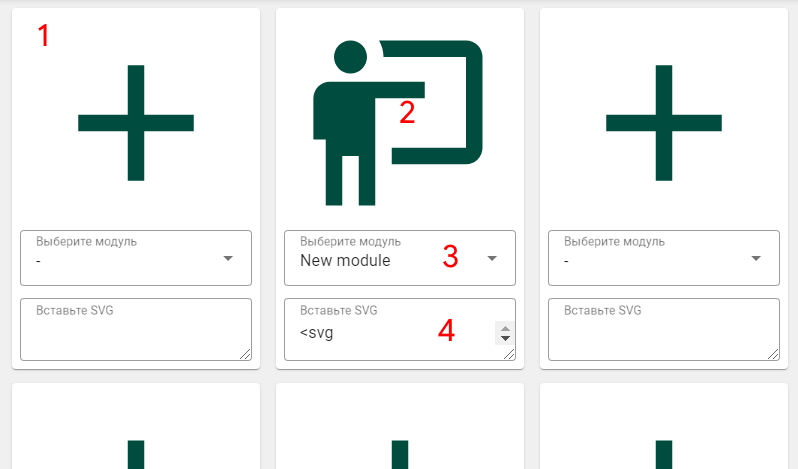 1
2
Выберите модуль
-
Выберите модуль
New module
3
Выберите модуль
-
Вставьте SVG
Вставьте SVG
<svg
4
Вставьте SVG